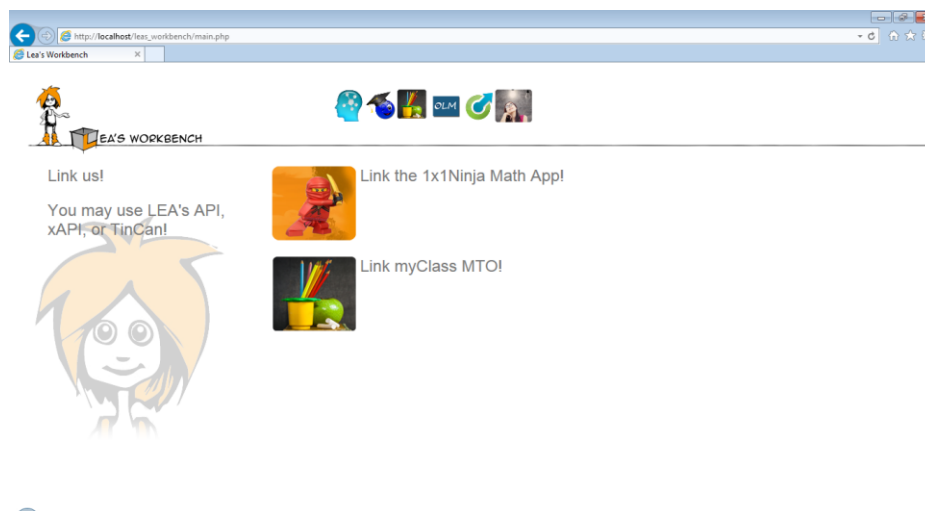 http://localhost/leas_workbench/main.php
Lea's Workbench
OLM
LEA'S WORKBENCH
Link us!
You may use LEA's API,
xAPI, or TinCan!
Link the 1x1Ninja Math App!
Link myClass MTO!